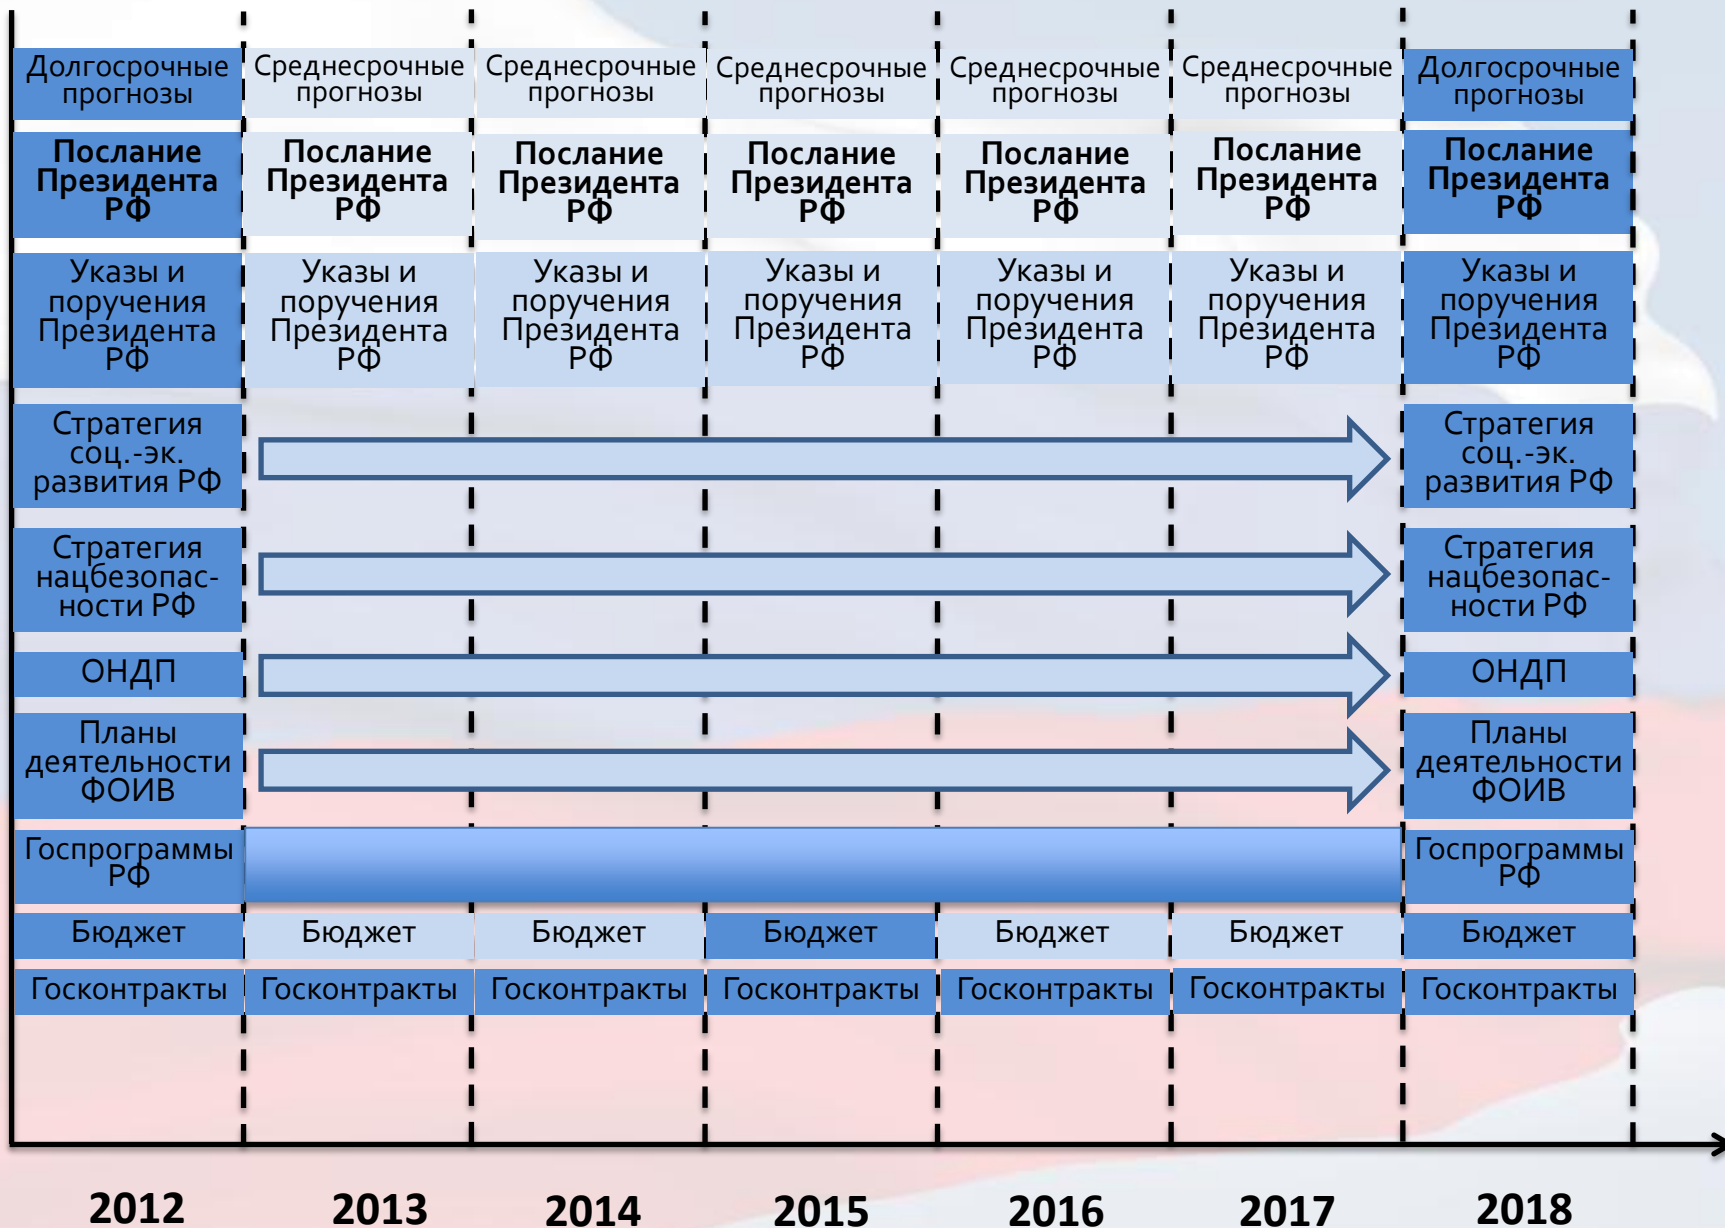 Долгосрочные
прогнозы
Среднесрочные
прогнозы
Среднесрочные
прогнозы
Среднесрочные
прогнозы
Среднесрочные
прогнозы
Среднесрочные
прогнозы
Долгосрочные
прогнозы
Послание
Президента
РФ
Послание
Президента
РФ
Послание
Президента
РФ
Послание
Президента
РФ
Послание
Президента
РФ
Послание
Президента
РФ
Послание
Президента
РФ
Указы и
поручения
Президента
РФ
Указы и
поручения
Президента
РФ
Указы и
поручения
Президента
РФ
Указы и
поручения
Президента
РФ
Указы и
поручения
Президента
РФ
Указы и
поручения
Президента
РФ
Указы и
поручения
Президента
РФ
Стратегия
соц.-эк.
развития РФ
Стратегия
соц.-эк.
развития РФ
Стратегия
нацбезопас-
ности РФ
Стратегия
нацбезопас-
ности РФ
ОНДП
ОНДП
Планы
деятельности
ФОИВ
Планы
деятельности
ФОИВ
Госпрограммы
РФ
Госпрограммы
РФ
Бюджет
Бюджет
Бюджет
Бюджет
Бюджет
Бюджет
Бюджет
Госконтракты
Госконтракты
Госконтракты
Госконтракты
Госконтракты
Госконтракты
Госконтракты
2012
2013
2014
2015
2016
2017
2018